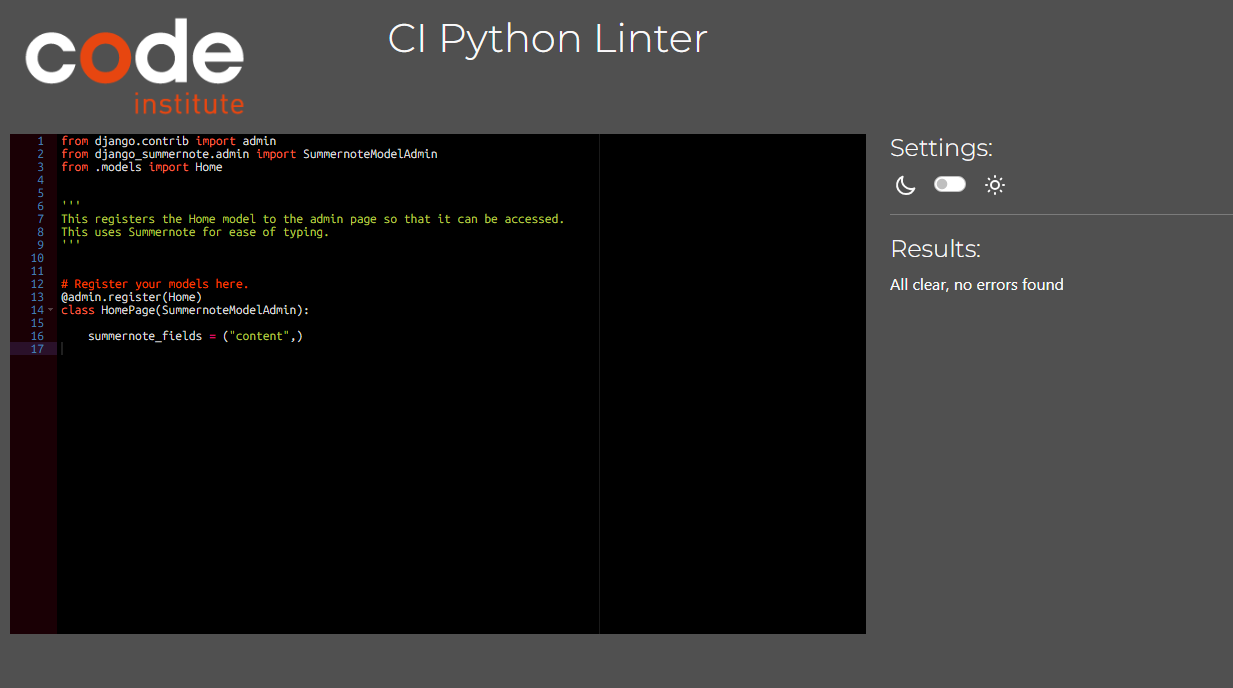 code
institute
CI Python Linter
1 from django.contrib import admin
2 from django_summernote.admin import SummernoteModelAdmin
3 from .models import Home
4
5
6 '''
7 This registers the Home model to the admin page so that it can be accessed.
8 This uses Summernote for ease of typing.
9 '''
10
11
12 # Register your models here.
13 @admin.register(Home)
14 class HomePage(SummernoteModelAdmin):
15
16     summernote_fields = ("content",)
17
Settings:
Results:
All clear, no errors found